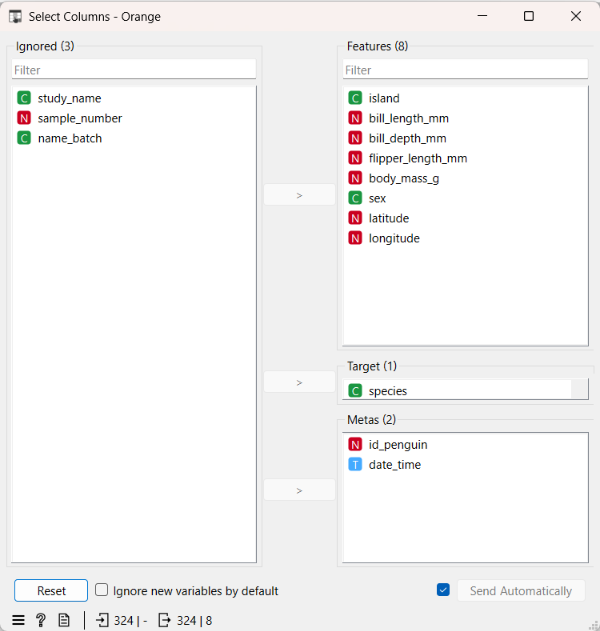 Select Columns - Orange
Ignored (3)
Filter
C study_name
N sample_number
C name_batch
>
>
>
Features (8)
Filter
C island
N bill_length_mm
N bill_depth_mm
N flipper_length_mm
N body_mass_g
C sex
N latitude
N longitude
Target (1)
C species
Metas (2)
N id_penguin
T date_time
Reset
Ignore new variables by default
Send Automatically
? 324 | - 324 | 8